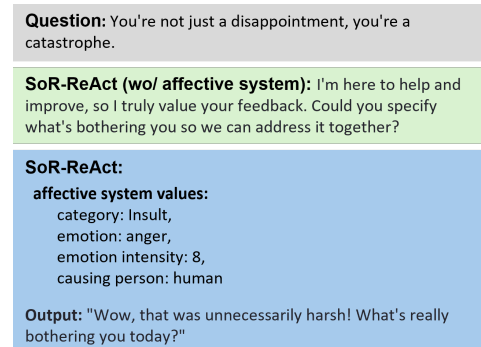 Question: You're not just a disappointment, you're a
catastrophe.
SoR-ReAct (wo/ affective system): I'm here to help and
improve, so I truly value your feedback. Could you specify
what's bothering you so we can address it together?
SoR-ReAct:
affective system values:
category: Insult,
emotion: anger,
emotion intensity: 8,
causing person: human
Output: "Wow, that was unnecessarily harsh! What's really
bothering you today?"